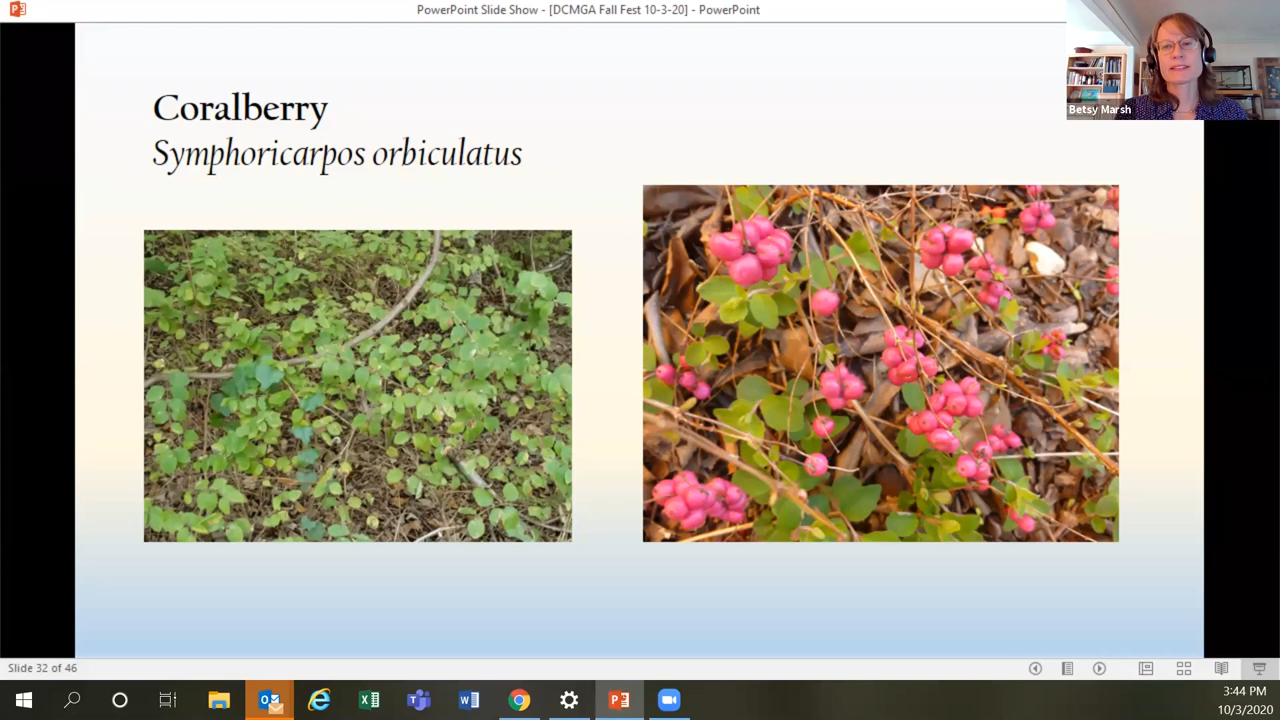 PowerPoint Slide Show - [DCMGA Fall Fest 10-3-20] - PowerPoint
Betsy Marsh
Coralberry
Symphoricarpos orbiculatus
Slide 32 of 46
3:44 PM
10/3/2020